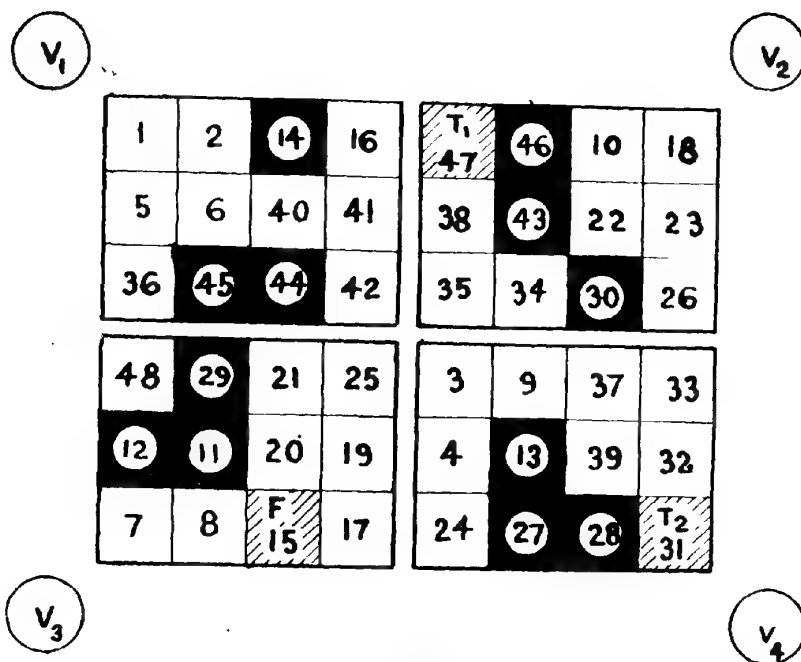 V₁ V₂
1 2 14 16 T₁ 47 46 10 18
5 6 40 41 38 43 22 23
36 45 44 42 35 34 30 26
48 29 21 25 3 9 37 33
12 11 20 19 4 13 39 32
7 8 F 15 17 24 27 28 T₂ 31
V₃ V₄